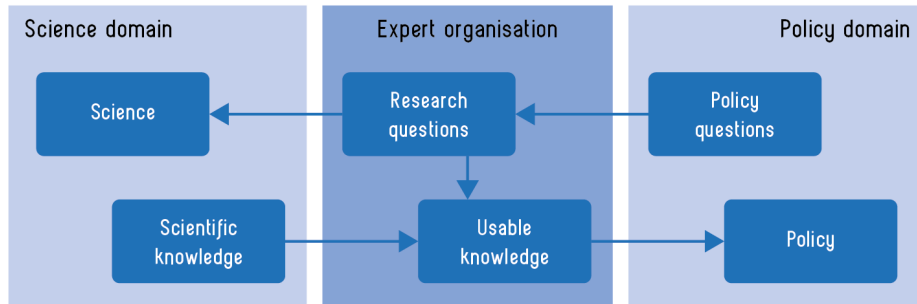 Science domain
Expert organisation
Policy domain
Science
Research
questions
Policy
questions
Scientific
knowledge
Usable
knowledge
Policy